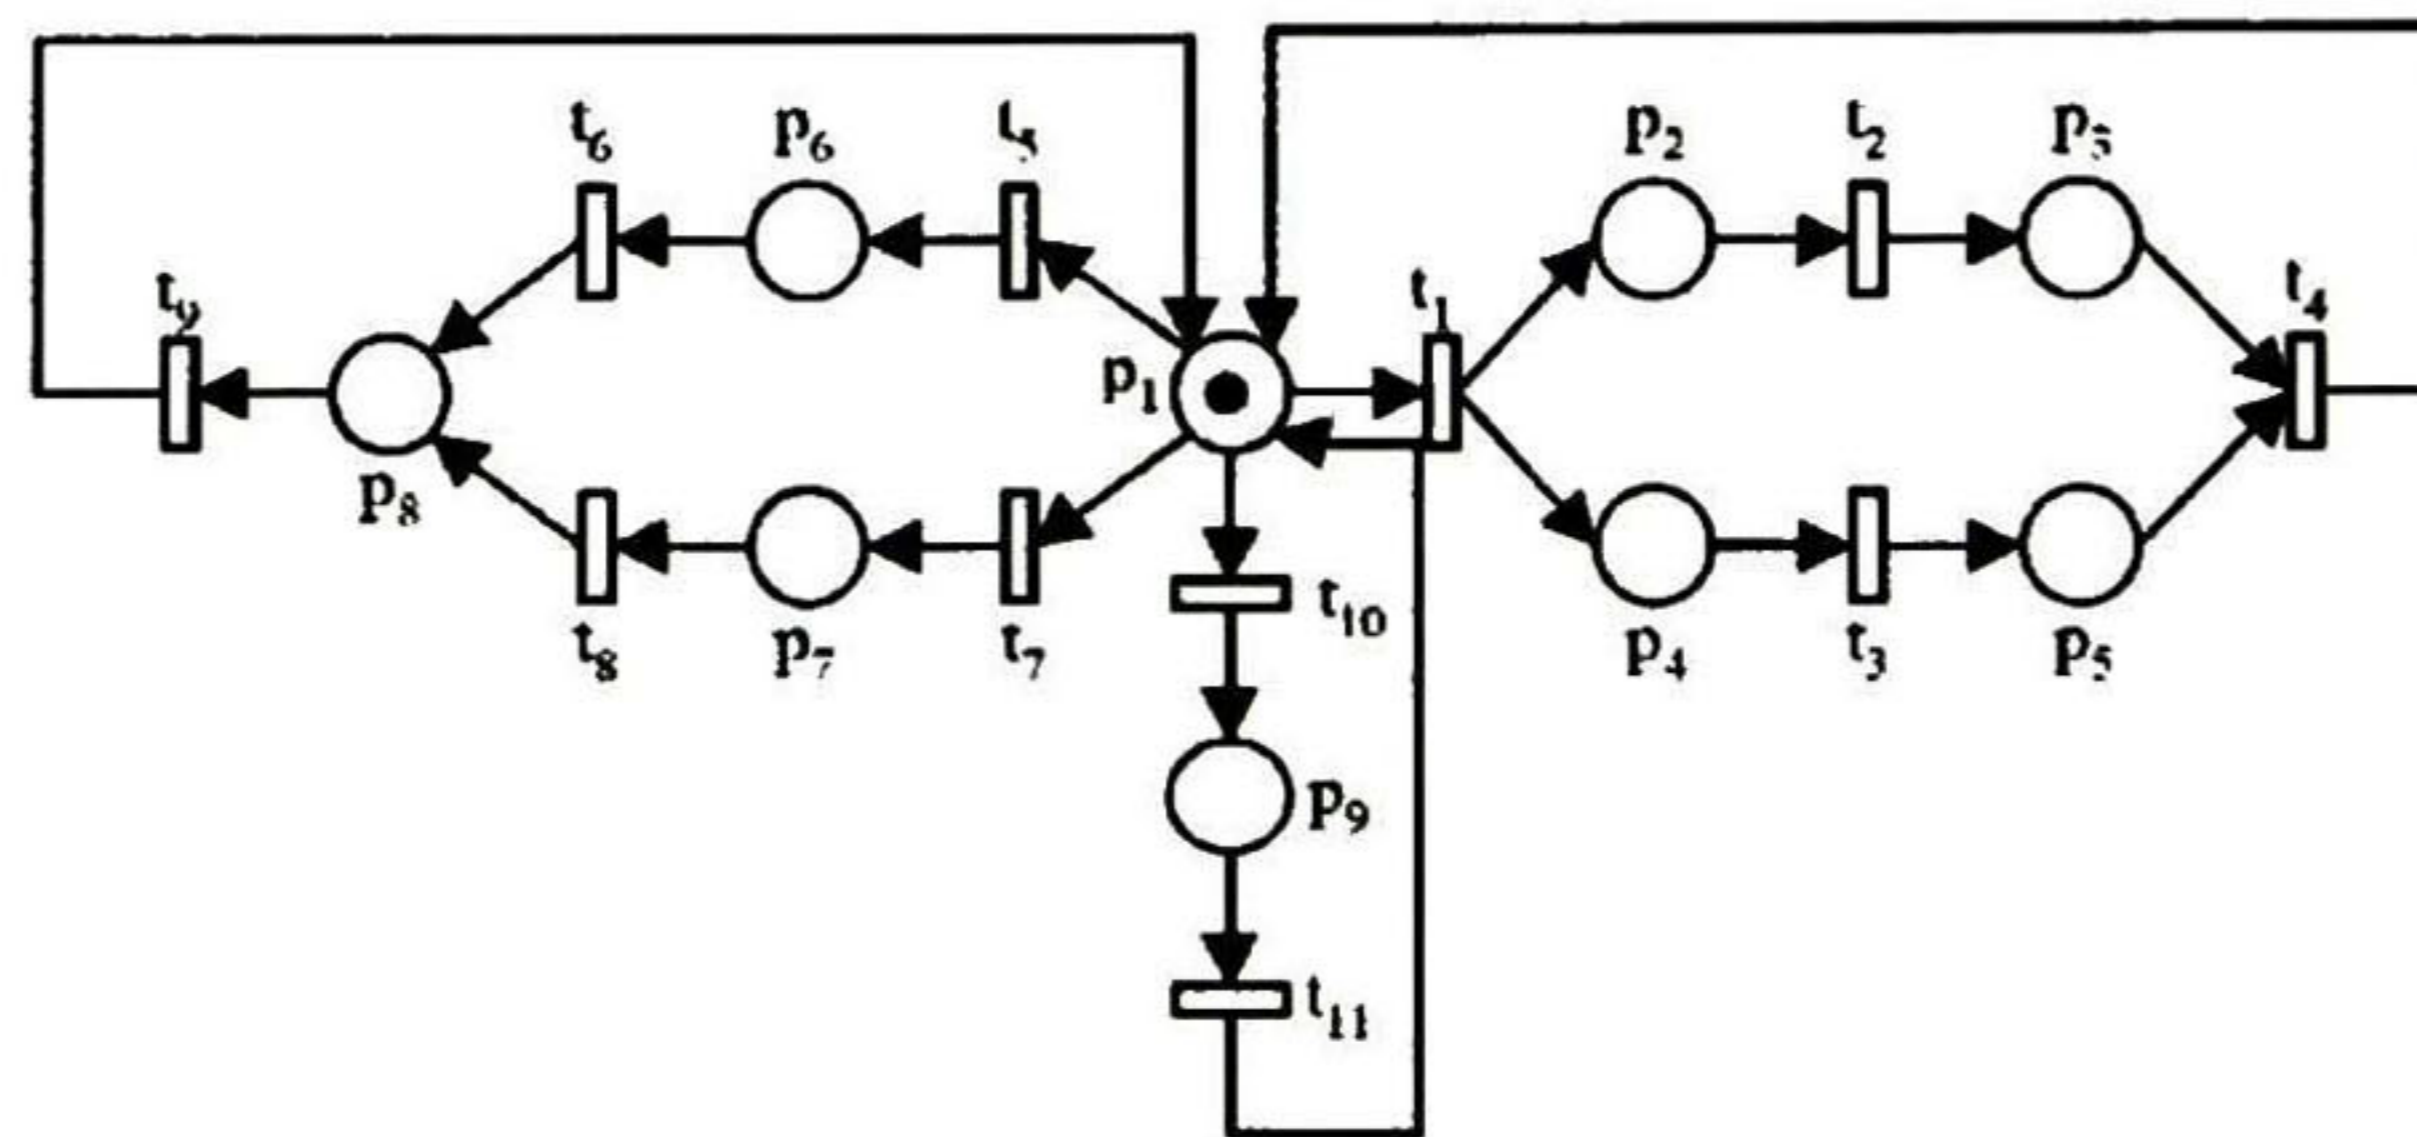 t₆ p₆ t₅ p₂ t₂ p₃
t₉ t₁ t₄
p₁
p₈
t₁₀
t₈ p₇ t₇ p₄ t₃ p₅
p₉
t₁₁